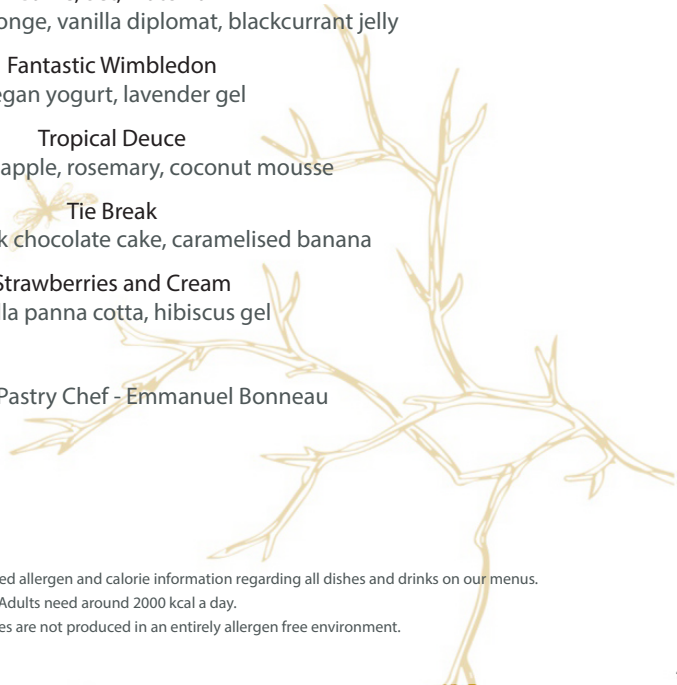 onge, vanilla diplomat, blackcurrant jelly
Fantastic Wimbledon
egan yogurt, lavender gel
Tropical Deuce
apple, rosemary, coconut mousse
Tie Break
k chocolate cake, caramelised banana
Strawberries and Cream
lla panna cotta, hibiscus gel
Pastry Chef - Emmanuel Bonneau
ed allergen and calorie information regarding all dishes and drinks on our menus.
Adults need around 2000 kcal a day.
es are not produced in an entirely allergen free environment.